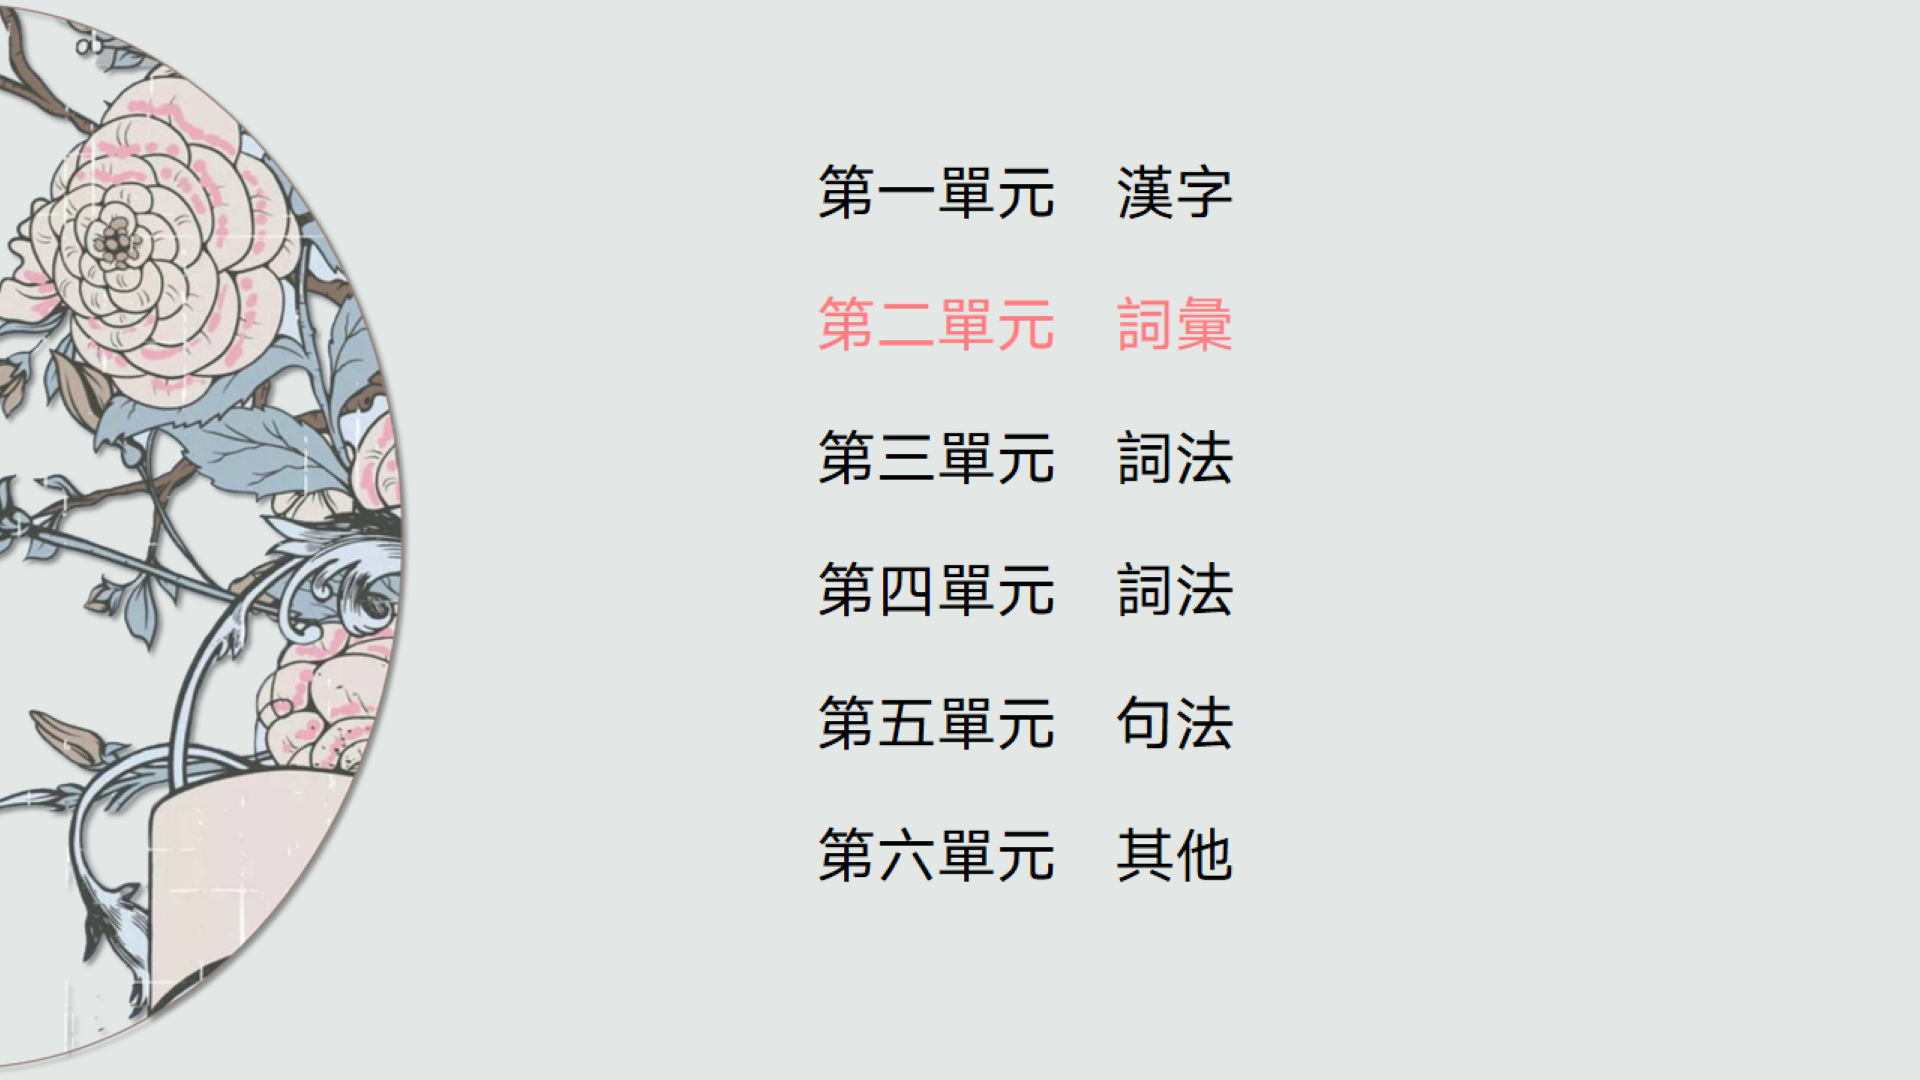 第一單元　漢字
第二單元　詞彙
第三單元　詞法
第四單元　詞法
第五單元　句法
第六單元　其他